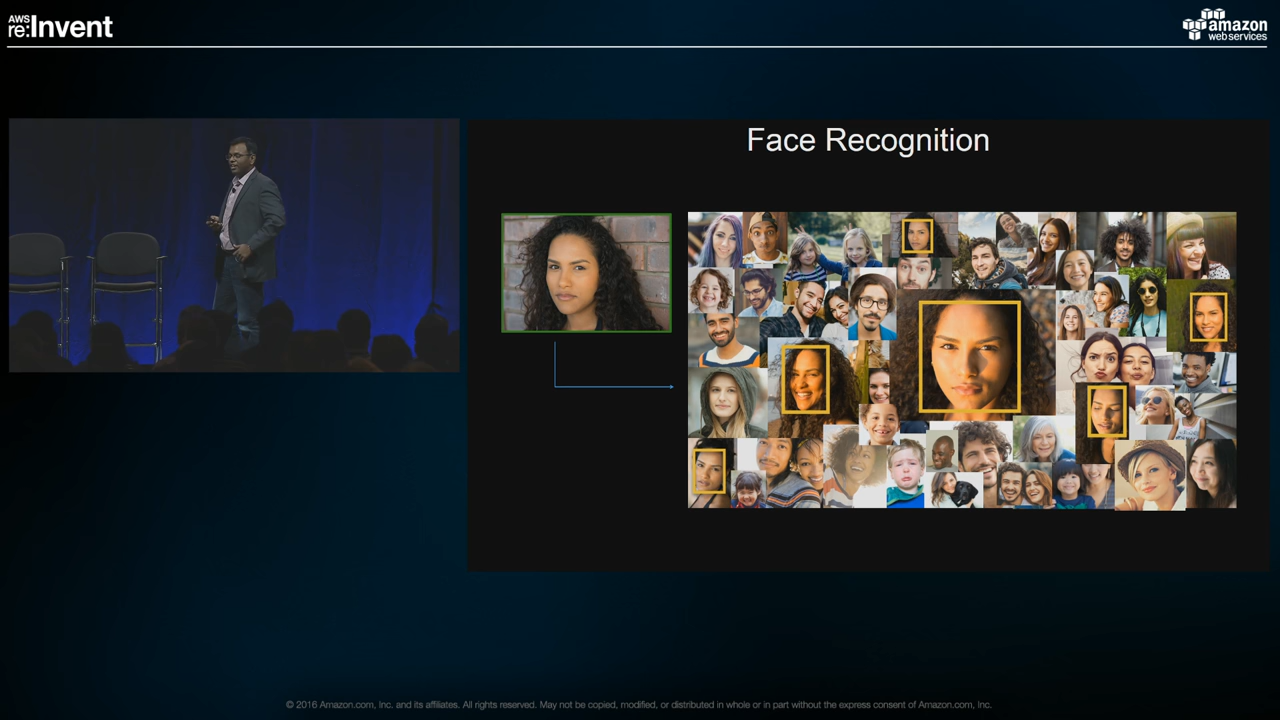 AWS
re:Invent
amazon
web services
Face Recognition
© 2016 Amazon.com, Inc. and its affiliates. All rights reserved. May not be copied, modified, or distributed in whole or in part without the express consent of Amazon.com, Inc.